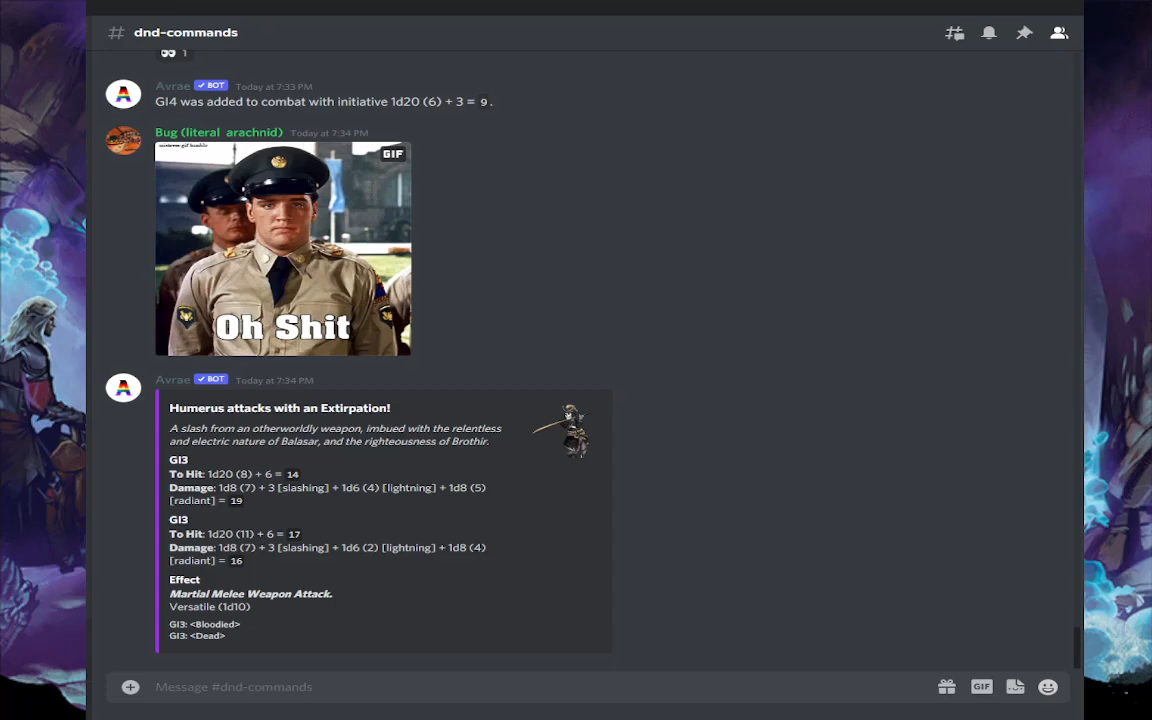 dnd-commands
1
Avrae BOT Today at 7:33 PM
GI4 was added to combat with initiative 1d20 (6) + 3 = 9.
Bug (literal arachnid) Today at 7:34 PM
GIF
Oh Shit
Avrae BOT Today at 7:34 PM
A
Humerus attacks with an Extirpation!
A slash from an otherworldly weapon, imbued with the relentless
and electric nature of Balasar, and the righteousness of Brothir.
GI3
To Hit: 1d20 (8) + 6 = 14
Damage: 1d8 (7) + 3 [slashing] + 1d6 (4) [lightning] + 1d8 (5)
[radiant] = 19
GI3
To Hit: 1d20 (11) + 6 = 17
Damage: 1d8 (7) + 3 [slashing] + 1d6 (2) [lightning] + 1d8 (4)
[radiant] = 16
Effect
Martial Melee Weapon Attack.
Versatile (1d10)
GI3: <Bloodied>
GI3: <Dead>
Message #dnd-commands
GIF